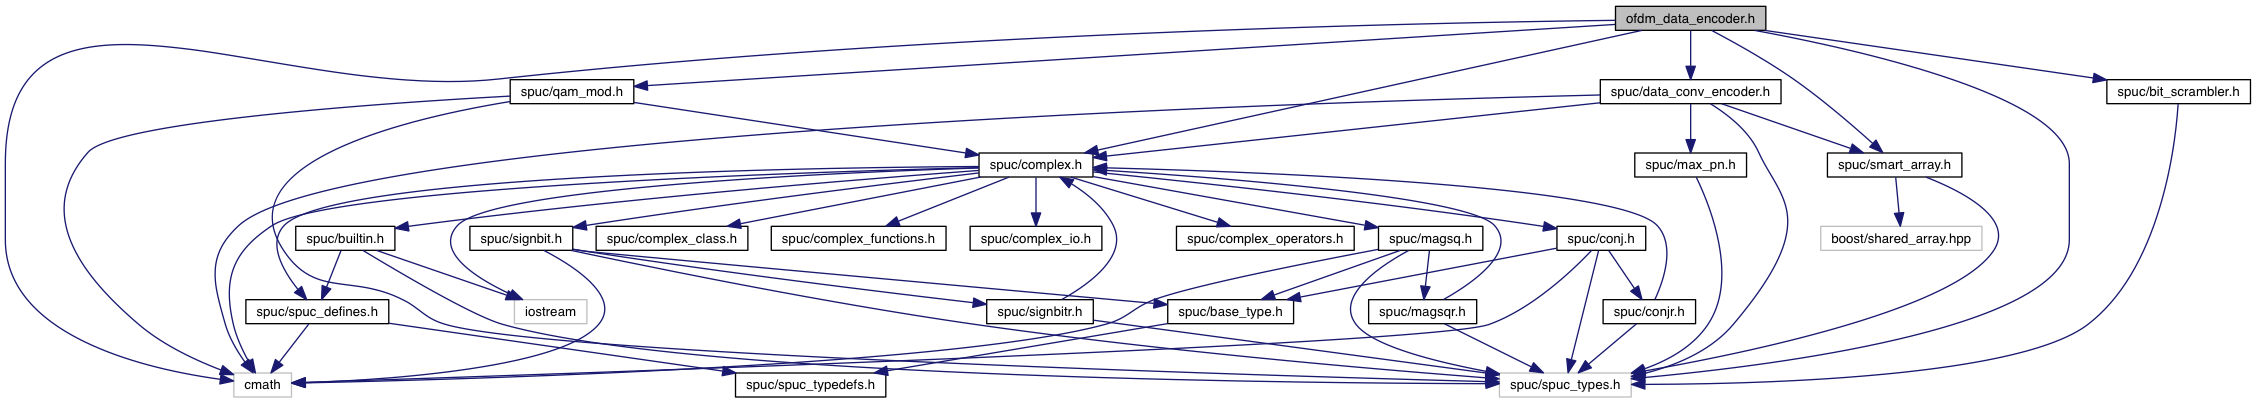 ofdm_data_encoder.h
spuc/qam_mod.h
spuc/data_conv_encoder.h
spuc/bit_scrambler.h
spuc/complex.h
spuc/max_pn.h
spuc/smart_array.h
spuc/builtin.h
spuc/signbit.h
spuc/complex_class.h
spuc/complex_functions.h
spuc/complex_io.h
spuc/complex_operators.h
spuc/magsq.h
spuc/conj.h
boost/shared_array.hpp
spuc/spuc_defines.h
iostream
spuc/signbitr.h
spuc/base_type.h
spuc/magsqr.h
spuc/conjr.h
cmath
spuc/spuc_typedefs.h
spuc/spuc_types.h